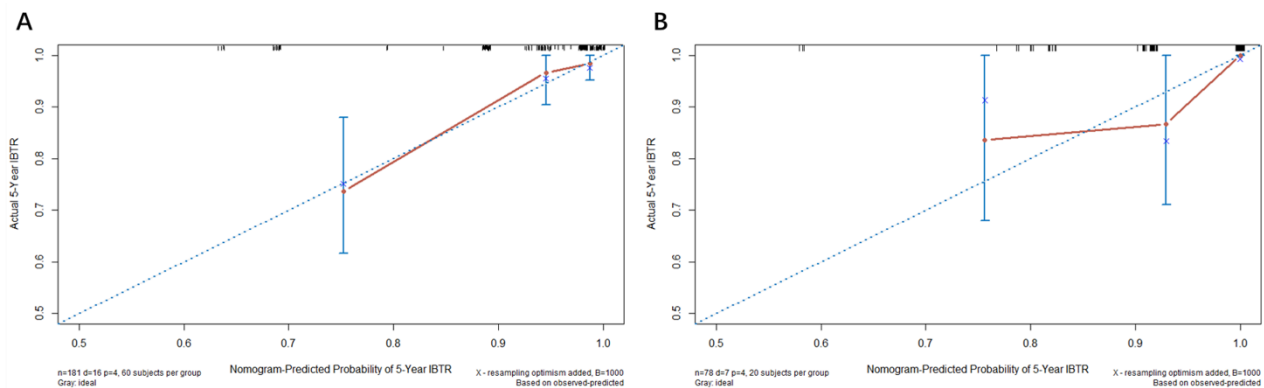 A
Actual 5-Year IBTR
1.0
0.9
0.8
0.7
0.6
0.5
0.5 0.6 0.7 0.8 0.9 1.0
Nomogram-Predicted Probability of 5-Year IBTR
n=181 d=16 p=4, 60 subjects per group
Gray: ideal
X - resampling optimism added, B=1000
Based on observed-predicted
B
Actual 5-Year IBTR
1.0
0.9
0.8
0.7
0.6
0.5
0.5 0.6 0.7 0.8 0.9 1.0
Nomogram-Predicted Probability of 5-Year IBTR
n=78 d=7 p=4, 20 subjects per group
Gray: ideal
X - resampling optimism added, B=1000
Based on observed-predicted